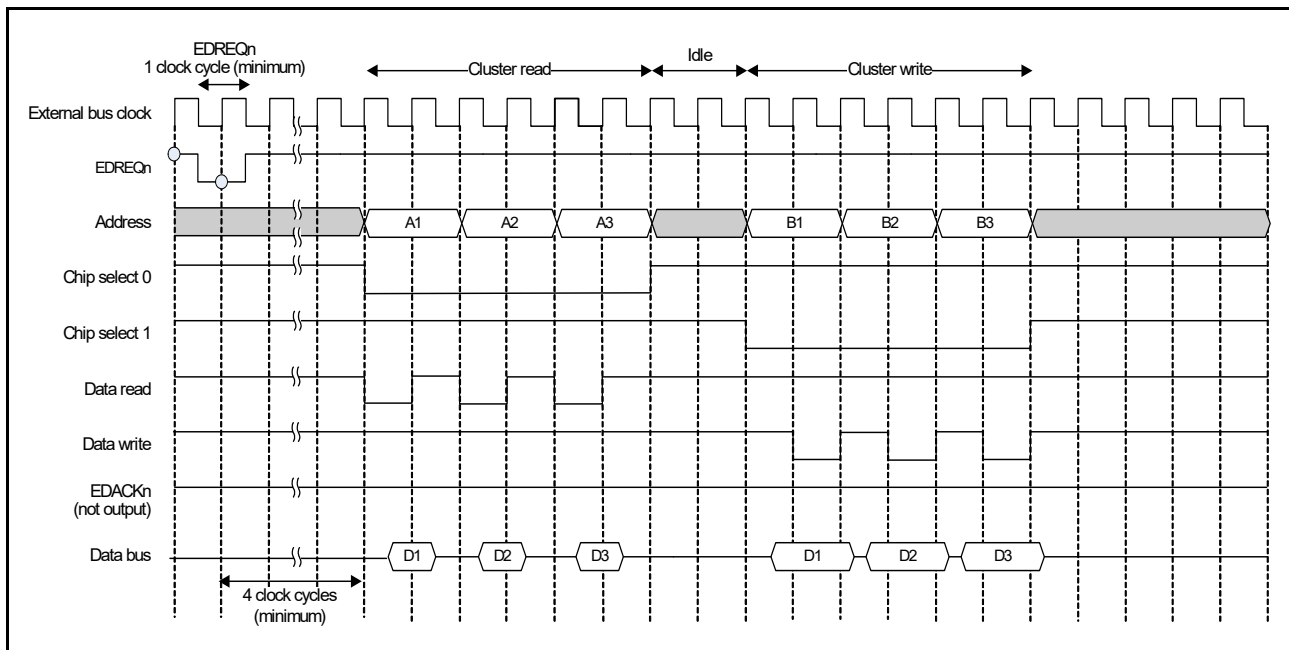 EDREQn
1 clock cycle (minimum)
Cluster read
Idle
Cluster write
External bus clock
EDREQn
Address
A1 A2 A3 B1 B2 B3
Chip select 0
Chip select 1
Data read
Data write
EDACKn
(not output)
Data bus
D1 D2 D3 D1 D2 D3
4 clock cycles
(minimum)